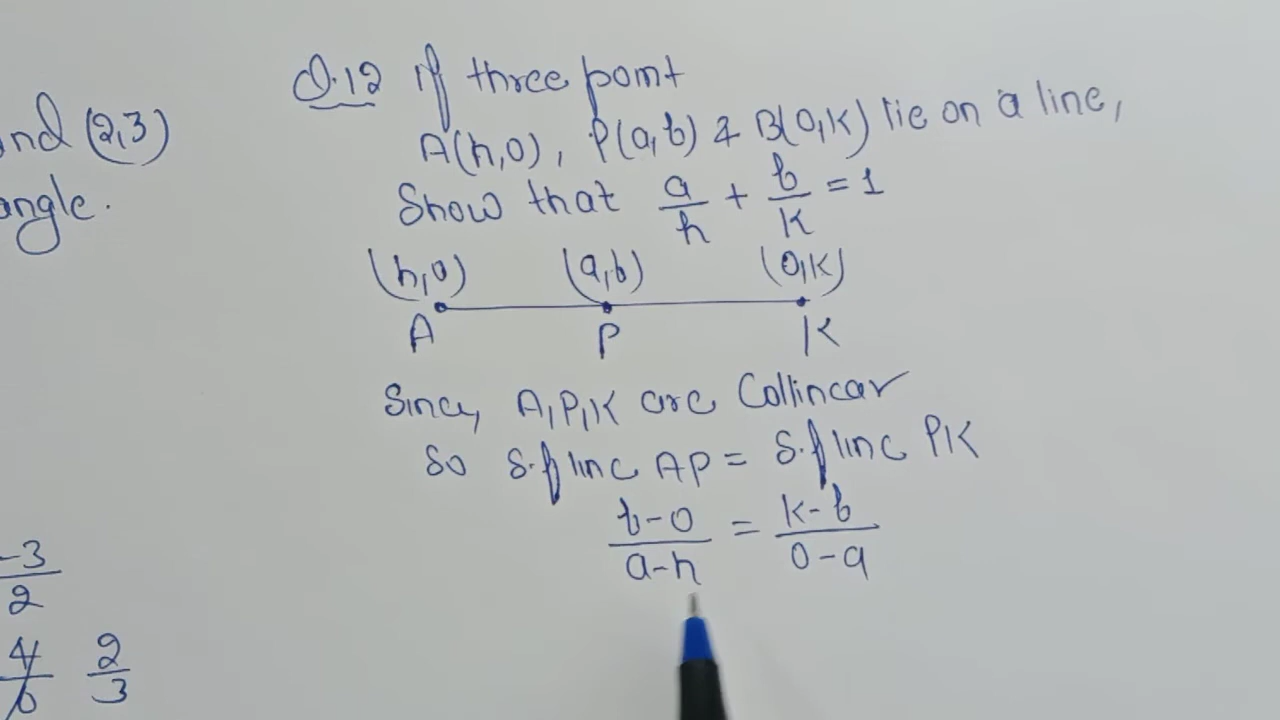 and (2,3)
angle.
-3
2
4 2
6 3
Q.12 If three point
A(h,0), P(a,b) & B(0,k) lie on a line,
Show that a/h + b/k = 1
(h,0) (a,b) (0,k)
A P K
Since, A,P,K are Collinear
So S.of line AP = S.of line PK
b-0/a-h = k-b/0-a